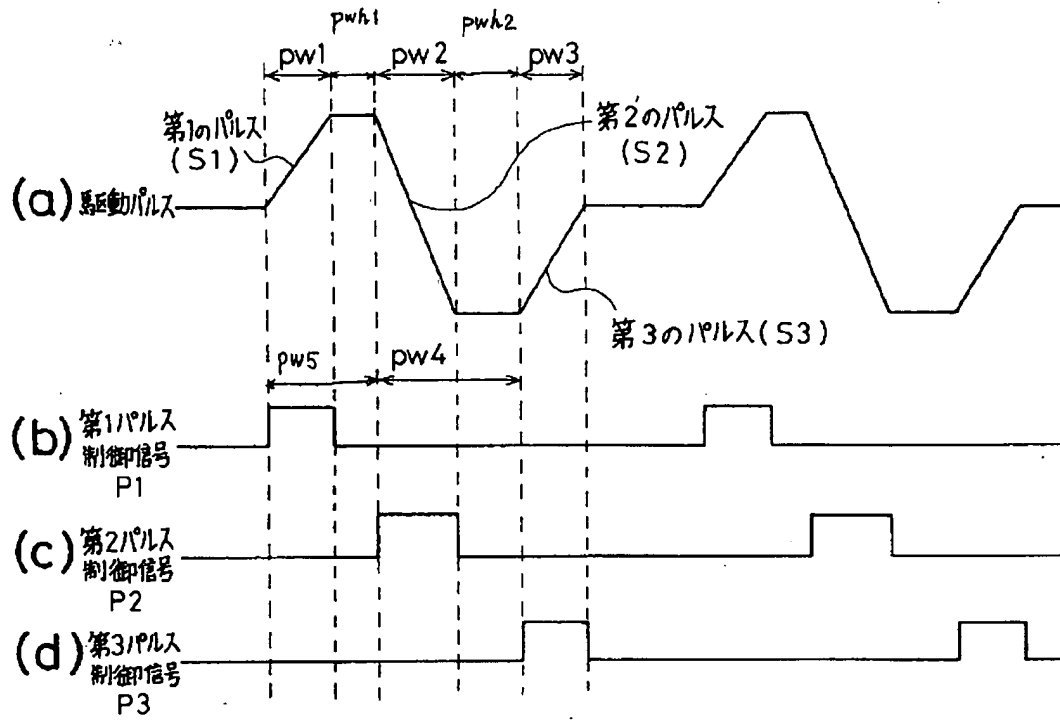 pwh1
pwh2
pw1
pw2
pw3
第1のパルス
(S1)
第2のパルス
(S2)
(a) 駆動パルス
第3のパルス(S3)
pw5
pw4
(b) 第1パルス
制御信号
P1
(c) 第2パルス
制御信号
P2
(d) 第3パルス
制御信号
P3